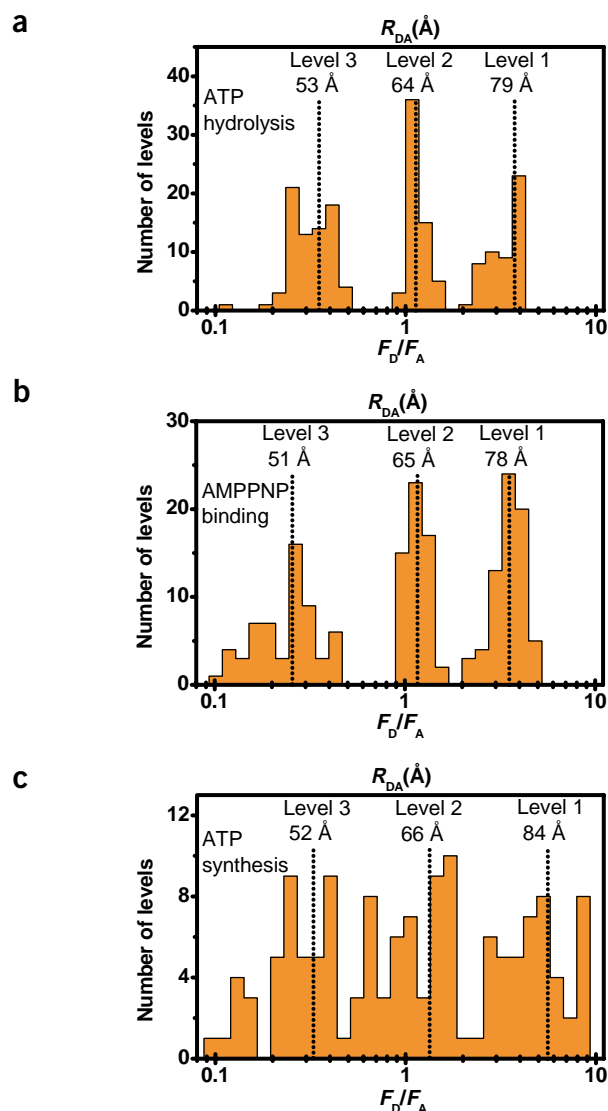 a
R_DA(Å)
Level 3 Level 2 Level 1
53 Å 64 Å 79 Å
ATP
hydrolysis
Number of levels
40
30
20
10
0
0.1 1 10
F_D/F_A
b
R_DA(Å)
Level 3 Level 2 Level 1
51 Å 65 Å 78 Å
AMPPNP
binding
Number of levels
30
20
10
0
0.1 1 10
F_D/F_A
c
R_DA(Å)
Level 3 Level 2 Level 1
52 Å 66 Å 84 Å
ATP
synthesis
Number of levels
12
8
4
0
0.1 1 10
F_D/F_A